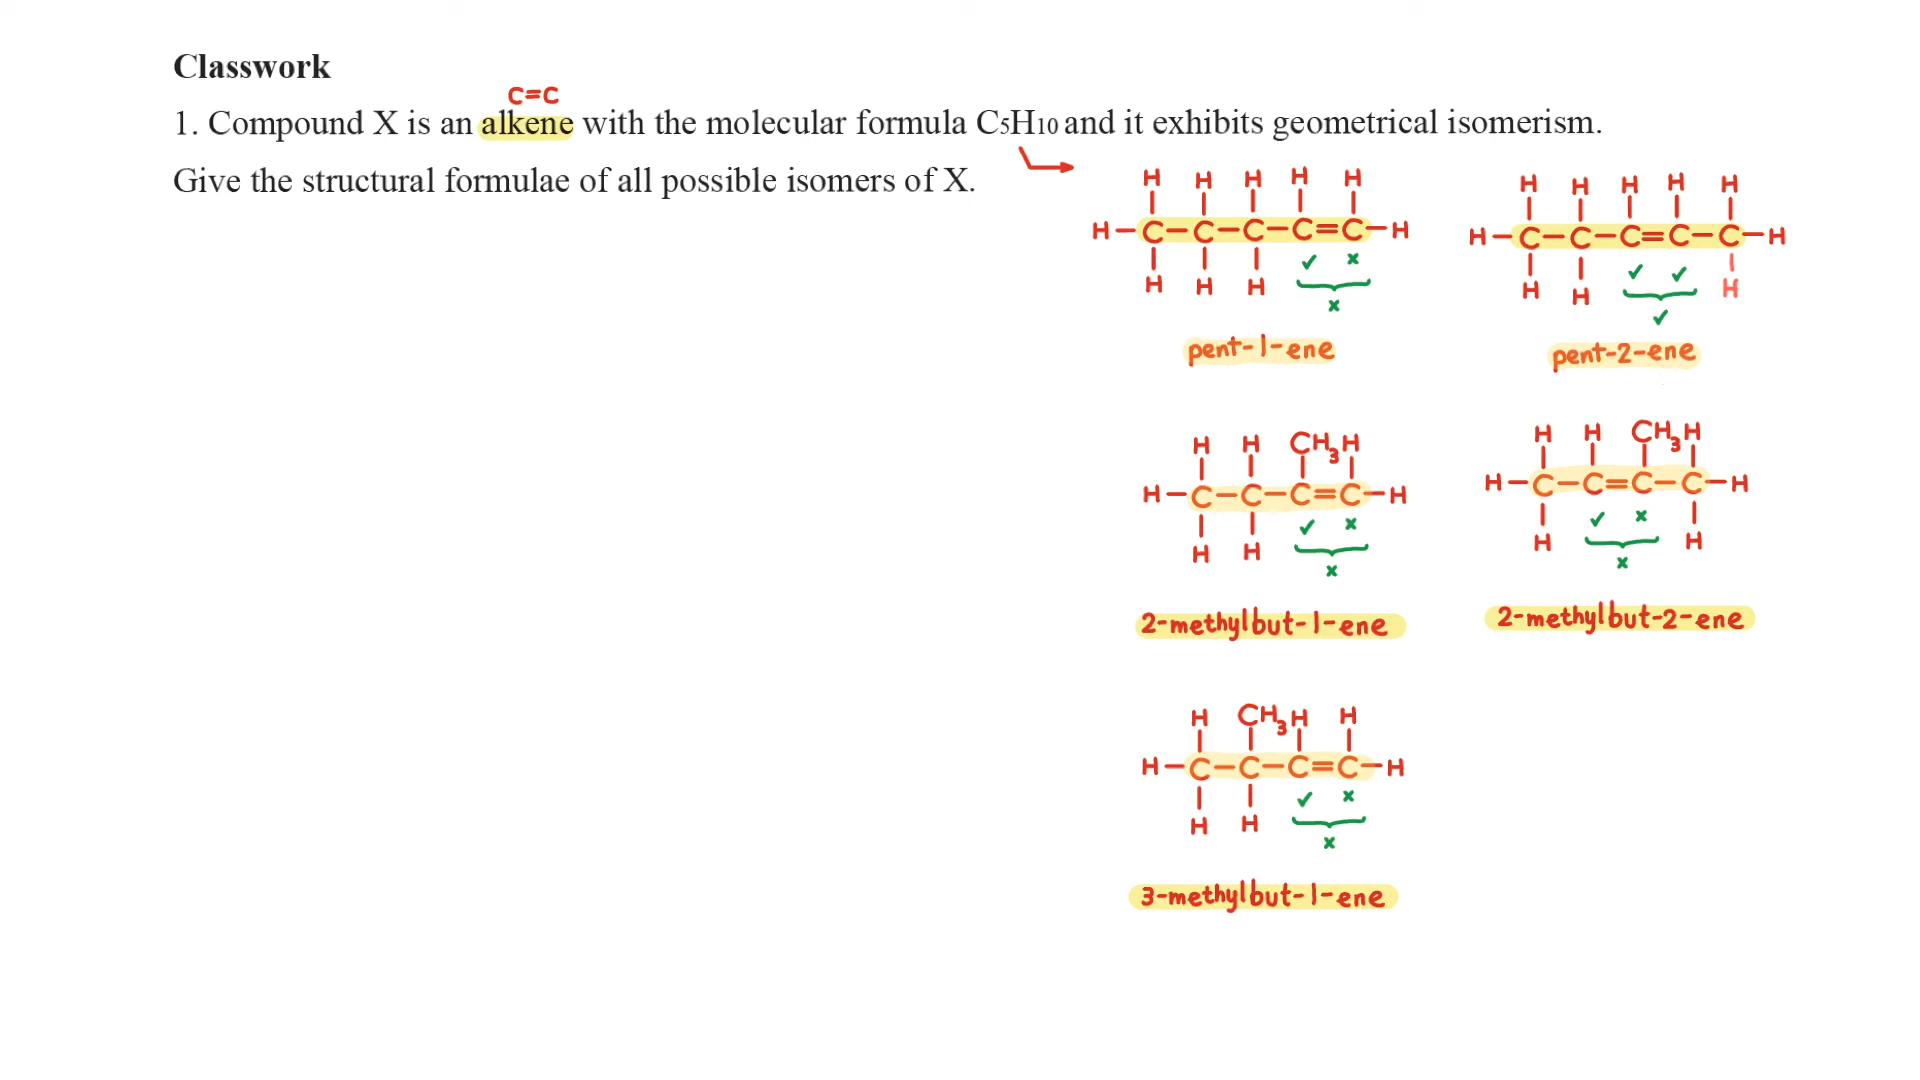 Classwork
C=C
1. Compound X is an alkene with the molecular formula C5H10 and it exhibits geometrical isomerism.
Give the structural formulae of all possible isomers of X.
H H H H H
H-C-C-C-C=C-H
✓ x
H H H
x
pent-1-ene
H H H H H
H-C-C-C=C-C-H
✓ ✓
H H H
✓
pent-2-ene
H H CH3 H
H-C-C-C=C-H
✓ x
H H
x
2-methylbut-1-ene
H H CH3 H
H-C-C=C-C-H
✓ x
H H
x
2-methylbut-2-ene
H CH3 H H
H-C-C-C=C-H
✓ x
H H
x
3-methylbut-1-ene